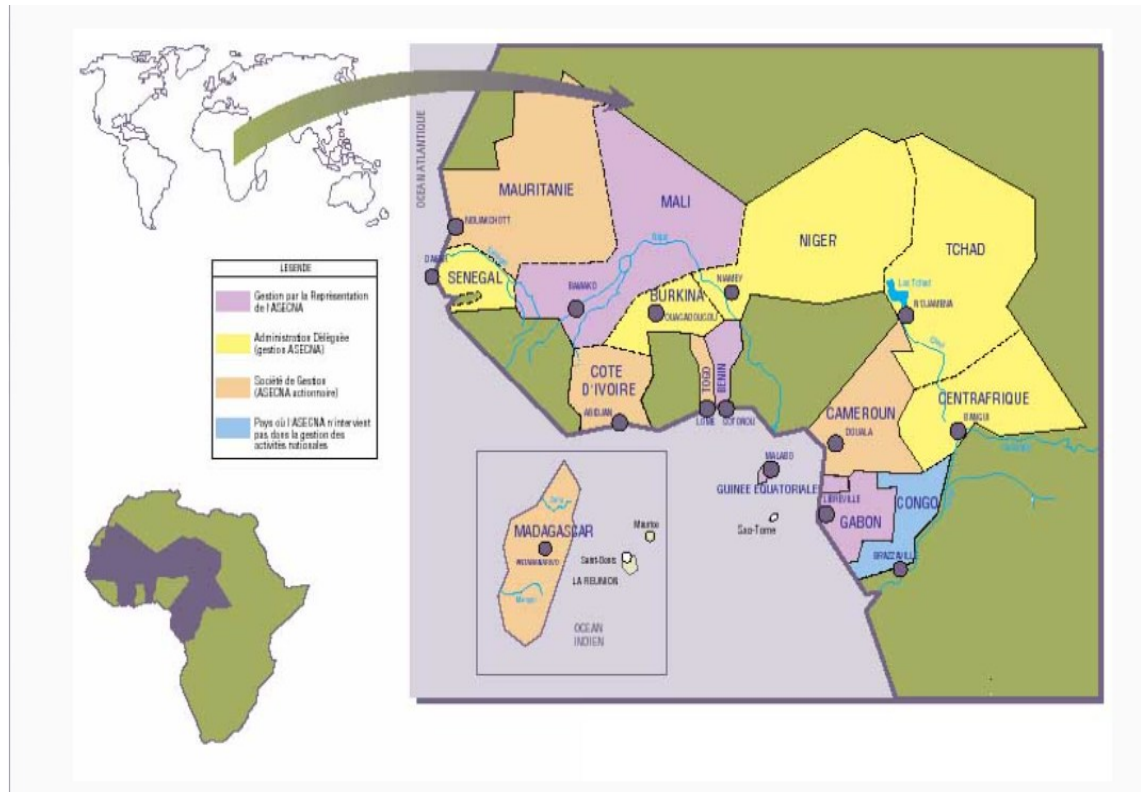 OCEAN ATLANTIQUE
MAURITANIE
NOUAKCHOTT
MALI
NIGER
TCHAD
Niger
Lac Tchad
N'DJAMENA
DAKAR
SENEGAL
BAMAKO
BURKINA
OUAGADOUGOU
NIAMEY
COTE
D'IVOIRE
ABIDJAN
TOGO
BENIN
LOME
COTONOU
CAMEROUN
DOUALA
CENTRAFRIQUE
BANGUI
MALABO
GUINEE EQUATORIALE
Sao-Tome
LIBREVILLE
GABON
CONGO
BRAZZAVILLE
LEGENDE
Gestion par la Représentation
de l'ASECNA
Administration Déléguée
(gestion ASECNA)
Société de Gestion
(ASECNA actionnaire)
Pays où l'ASECNA n'intervient
pas dans la gestion des
activités nationales
MADAGASCAR
ANTANANARIVO
Maurice
Saint-Denis
LA REUNION
OCEAN
INDIEN